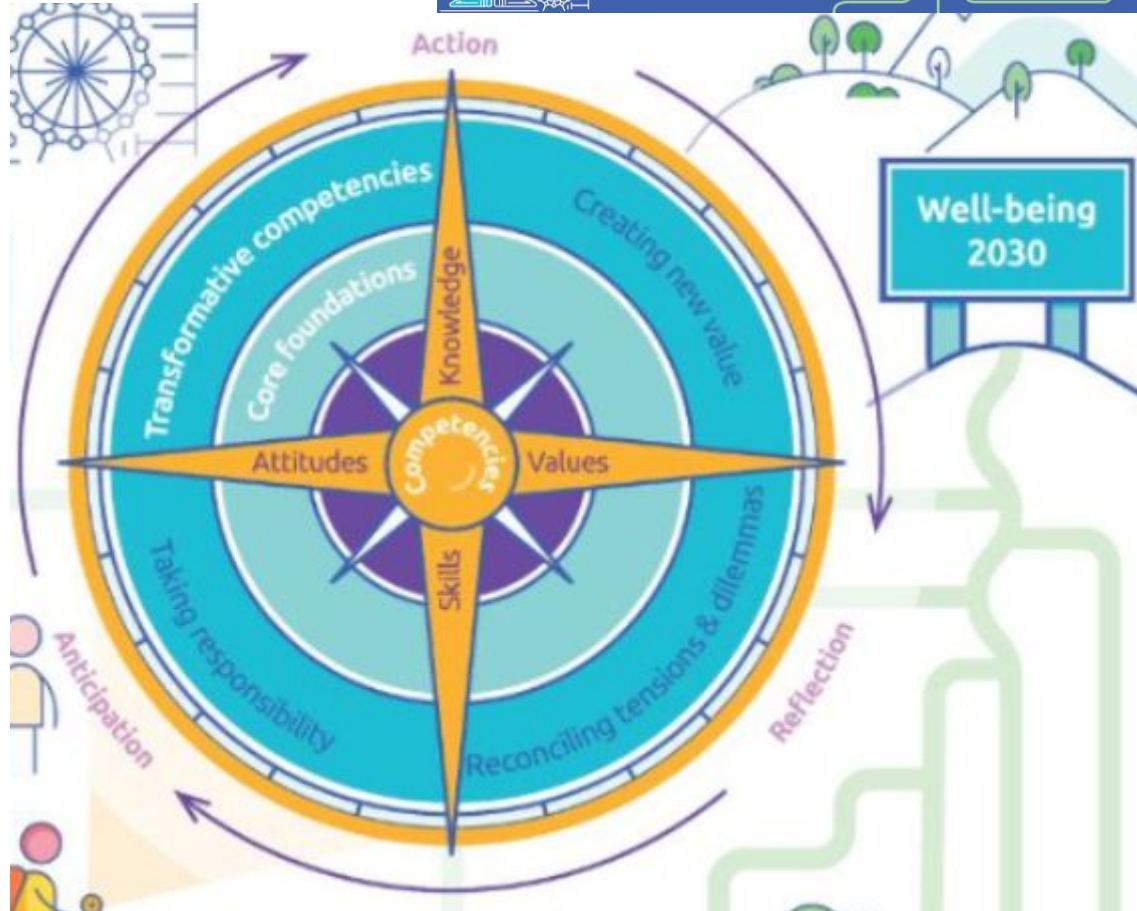 Action
Transformative competencies
Creating new value
Core foundations
Knowledge
Well-being
2030
Attitudes
Competencies
Values
Skills
Taking responsibility
Reconciling tensions & dilemmas
Anticipation
Reflection